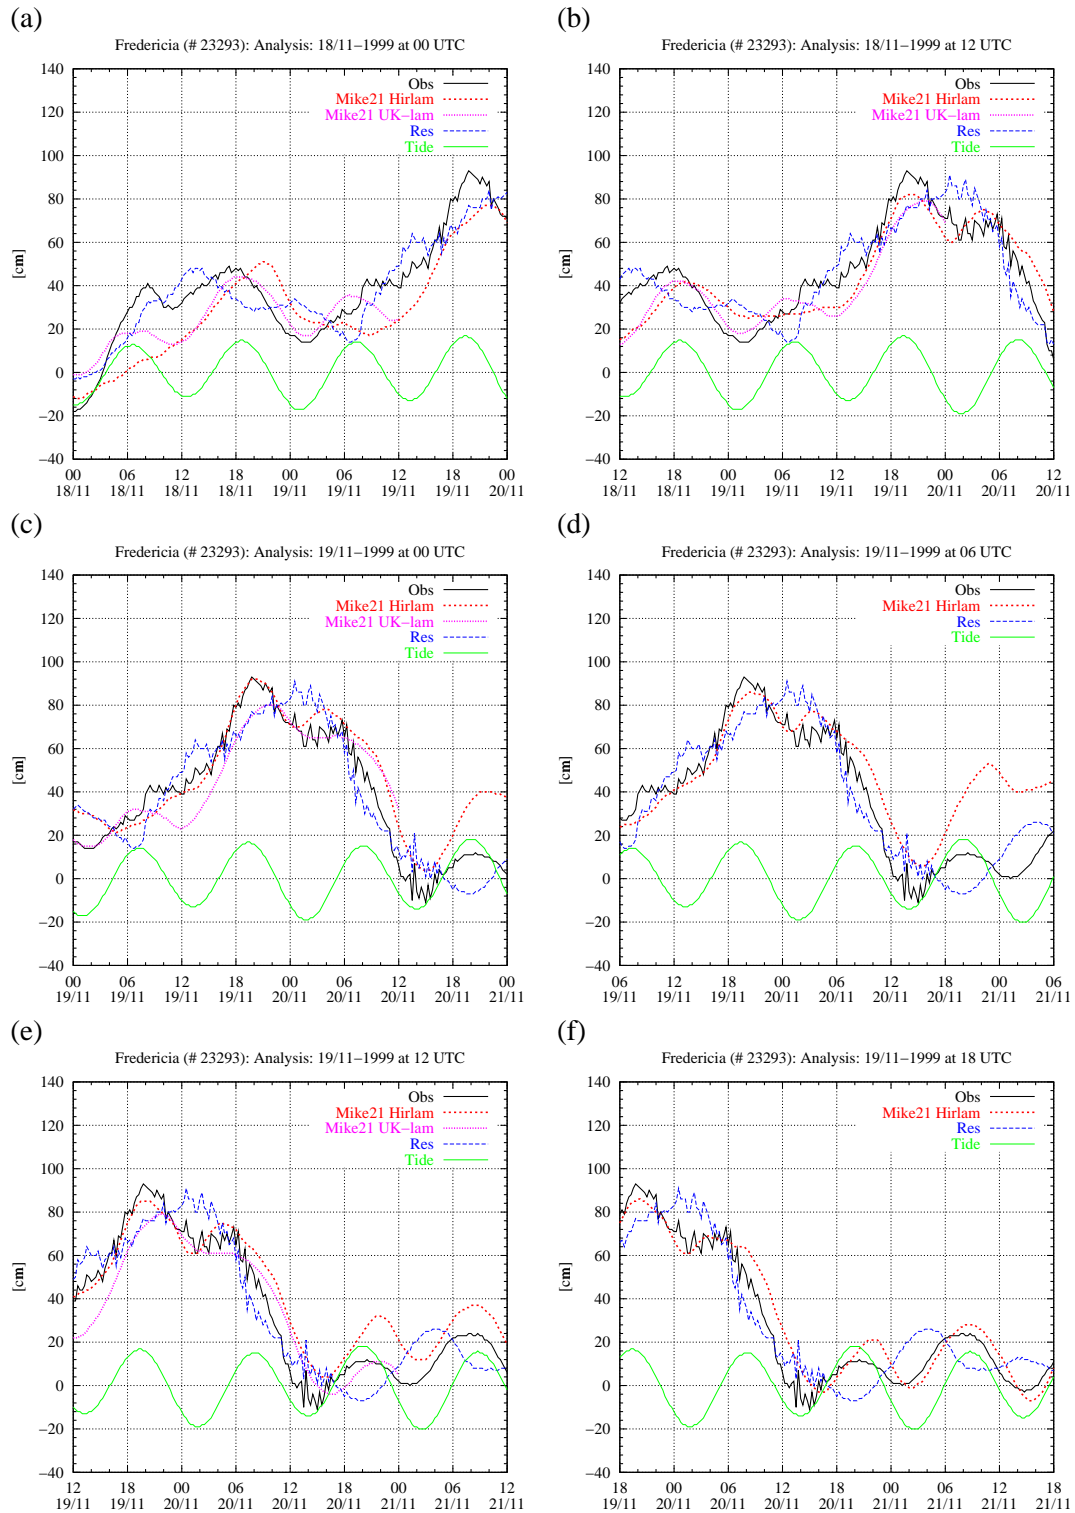 (a)
Fredericia (# 23293): Analysis: 18/11−1999 at 00 UTC
Obs
Mike21 Hirlam
Mike21 UK−lam
Res
Tide
[cm]
140
120
100
80
60
40
20
0
−20
−40
00 06 12 18 00 06 12 18 00
18/11 18/11 18/11 18/11 19/11 19/11 19/11 19/11 20/11
(b)
Fredericia (# 23293): Analysis: 18/11−1999 at 12 UTC
Obs
Mike21 Hirlam
Mike21 UK−lam
Res
Tide
[cm]
140
120
100
80
60
40
20
0
−20
−40
12 18 00 06 12 18 00 06 12
18/11 18/11 19/11 19/11 19/11 19/11 20/11 20/11 20/11
(c)
Fredericia (# 23293): Analysis: 19/11−1999 at 00 UTC
Obs
Mike21 Hirlam
Mike21 UK−lam
Res
Tide
[cm]
140
120
100
80
60
40
20
0
−20
−40
00 06 12 18 00 06 12 18 00
19/11 19/11 19/11 19/11 20/11 20/11 20/11 20/11 21/11
(d)
Fredericia (# 23293): Analysis: 19/11−1999 at 06 UTC
Obs
Mike21 Hirlam
Res
Tide
[cm]
140
120
100
80
60
40
20
0
−20
−40
06 12 18 00 06 12 18 00 06
19/11 19/11 19/11 20/11 20/11 20/11 20/11 21/11 21/11
(e)
Fredericia (# 23293): Analysis: 19/11−1999 at 12 UTC
Obs
Mike21 Hirlam
Mike21 UK−lam
Res
Tide
[cm]
140
120
100
80
60
40
20
0
−20
−40
12 18 00 06 12 18 00 06 12
19/11 19/11 20/11 20/11 20/11 20/11 21/11 21/11 21/11
(f)
Fredericia (# 23293): Analysis: 19/11−1999 at 18 UTC
Obs
Mike21 Hirlam
Res
Tide
[cm]
140
120
100
80
60
40
20
0
−20
−40
18 00 06 12 18 00 06 12 18
19/11 20/11 20/11 20/11 20/11 21/11 21/11 21/11 21/11